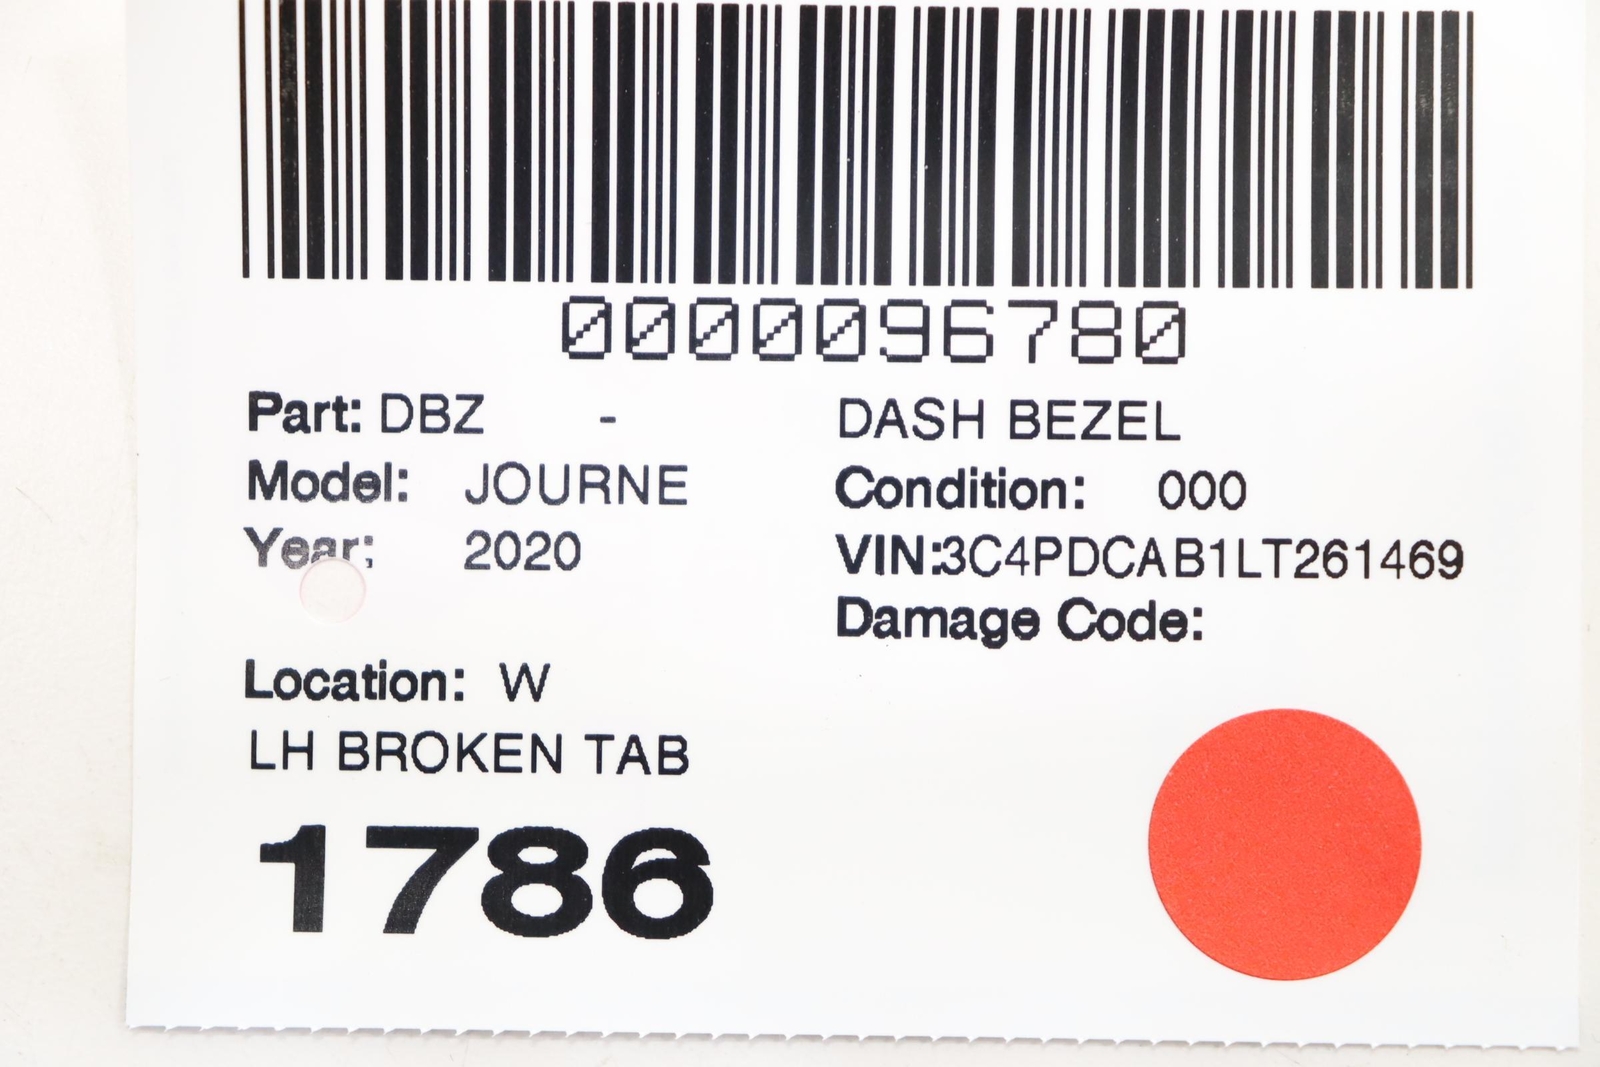 0000096780
Part: DBZ - DASH BEZEL
Model: JOURNE Condition: 000
Year: 2020 VIN:3C4PDCAB1LT261469
Damage Code:
Location: W
LH BROKEN TAB
1786